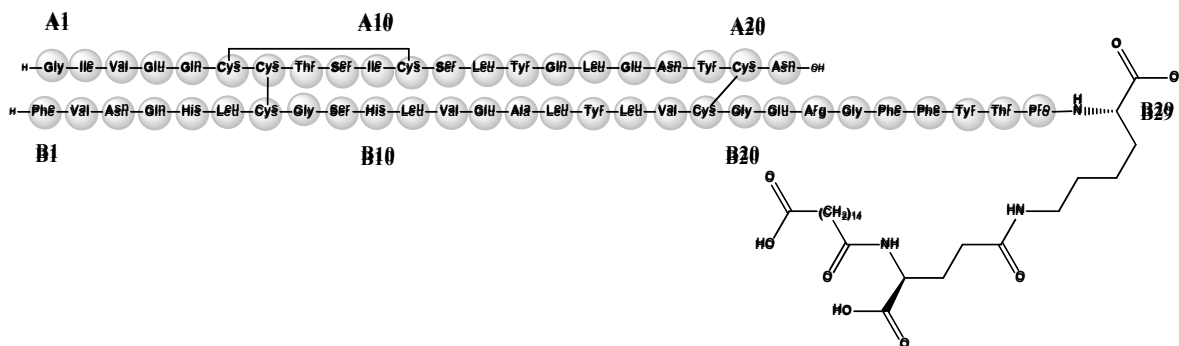 A1 A10 A20
H Gly Ile Val Glu Gln Cys Cys Thr Ser Ile Cys Ser Leu Tyr Gln Leu Glu Asn Tyr Cys Asn OH
H Phe Val Asn Gln His Leu Cys Gly Ser His Leu Val Glu Ala Leu Tyr Leu Val Cys Gly Glu Arg Gly Phe Phe Tyr Thr Pro
B1 B10 B20 B29
O
O
H
N
O
(CH2)14
HN
HO
NH
O
O
HO
O